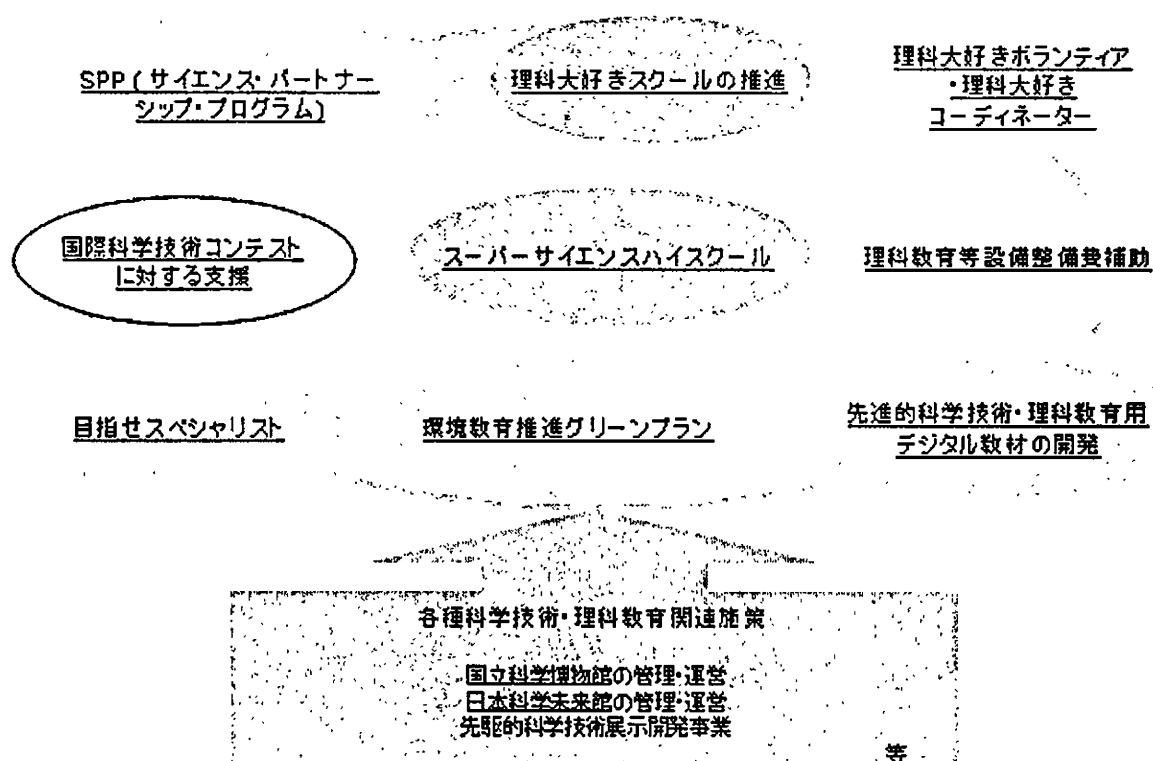 SPP(サイエンス・パートナー
シップ・プログラム)
理科大好きスクールの推進
理科大好きボランティア
・理科大好き
コーディネーター
国際科学技術コンテスト
に対する支援
スーパーサイエンスハイスクール
理科教育等設備整備費補助
目指せスペシャリスト
環境教育推進グリーンプラン
先進的科学技術・理科教育用
デジタル教材の開発
各種科学技術・理科教育関連施策
国立科学博物館の管理・運営
日本科学未来館の管理・運営
先駆的科学技術展示開発事業
等